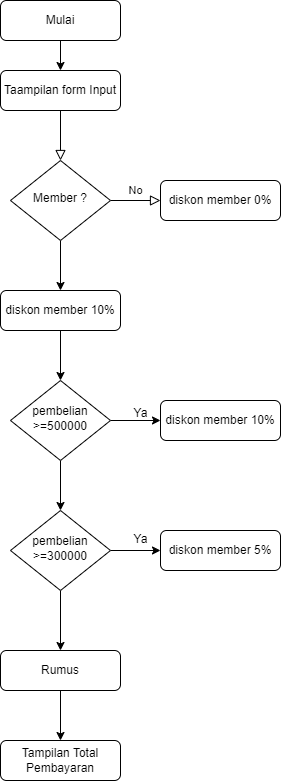 Mulai
Taampilan form Input
Member ?
No
diskon member 0%
diskon member 10%
pembelian
>=500000
Ya
diskon member 10%
pembelian
>=300000
Ya
diskon member 5%
Rumus
Tampilan Total
Pembayaran